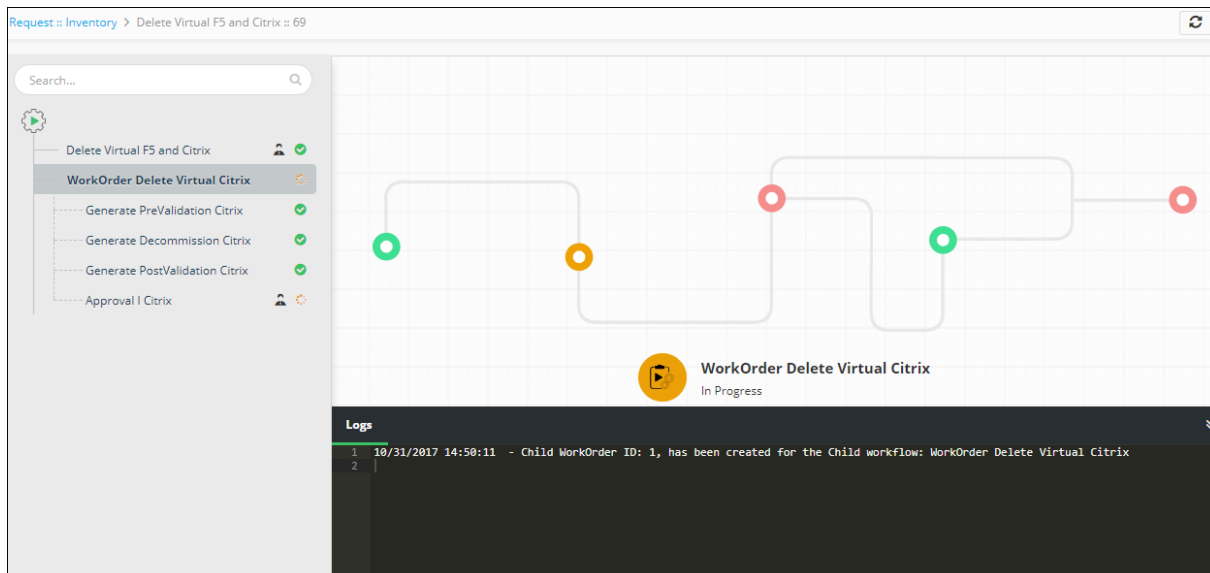 Request :: Inventory > Delete Virtual F5 and Citrix :: 69
Search...
Delete Virtual F5 and Citrix
WorkOrder Delete Virtual Citrix
Generate PreValidation Citrix
Generate Decommission Citrix
Generate PostValidation Citrix
Approval I Citrix
WorkOrder Delete Virtual Citrix
In Progress
Logs
1 10/31/2017 14:50:11 - Child WorkOrder ID: 1, has been created for the Child workflow: WorkOrder Delete Virtual Citrix
2